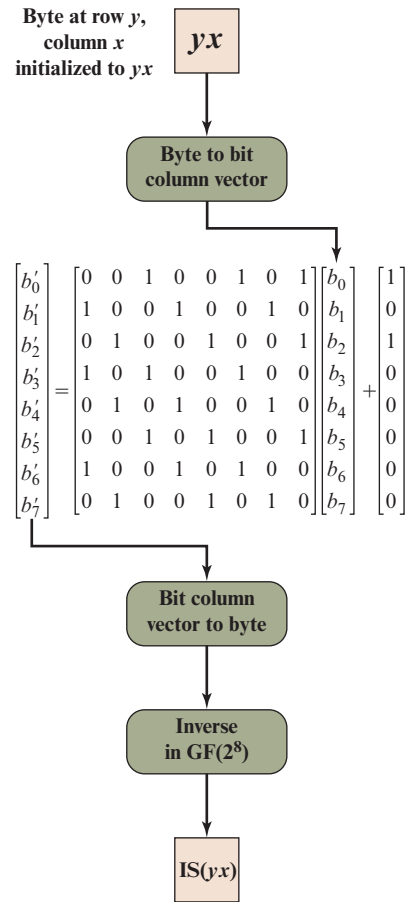 Byte at row y,
column x
initialized to yx
yx
Byte to bit
column vector
b′0 0 0 1 0 0 1 0 1 b0 1
b′1 1 0 0 1 0 0 1 0 b1 0
b′2 0 1 0 0 1 0 0 1 b2 1
b′3 = 1 0 1 0 0 1 0 0 b3 + 0
b′4 0 1 0 1 0 0 1 0 b4 0
b′5 0 0 1 0 1 0 0 1 b5 0
b′6 1 0 0 1 0 1 0 0 b6 0
b′7 0 1 0 0 1 0 1 0 b7 0
Bit column
vector to byte
Inverse
in GF(2⁸)
IS(yx)